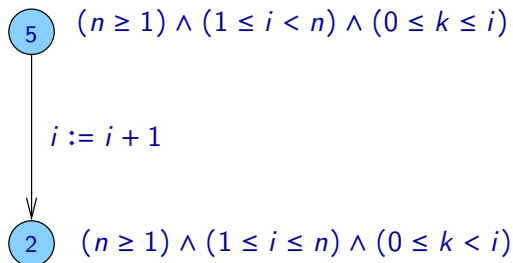 5 (n ≥ 1) ∧ (1 ≤ i < n) ∧ (0 ≤ k ≤ i)
i := i + 1
2 (n ≥ 1) ∧ (1 ≤ i ≤ n) ∧ (0 ≤ k < i)